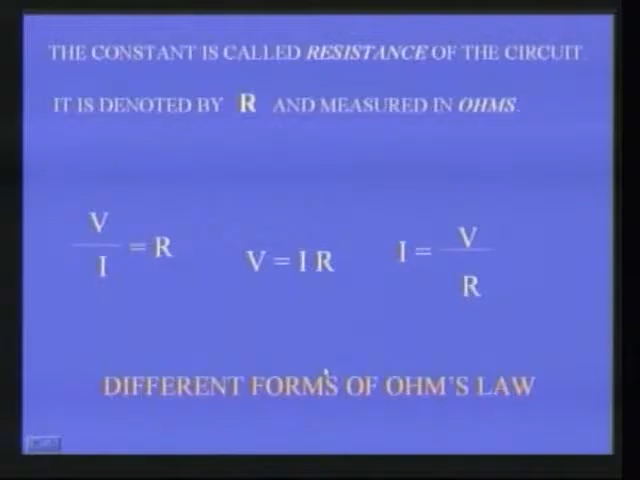 THE CONSTANT IS CALLED RESISTANCE OF THE CIRCUIT
IT IS DENOTED BY R AND MEASURED IN OHMS.
V/I = R
V = I R
I = V/R
DIFFERENT FORMS OF OHM'S LAW